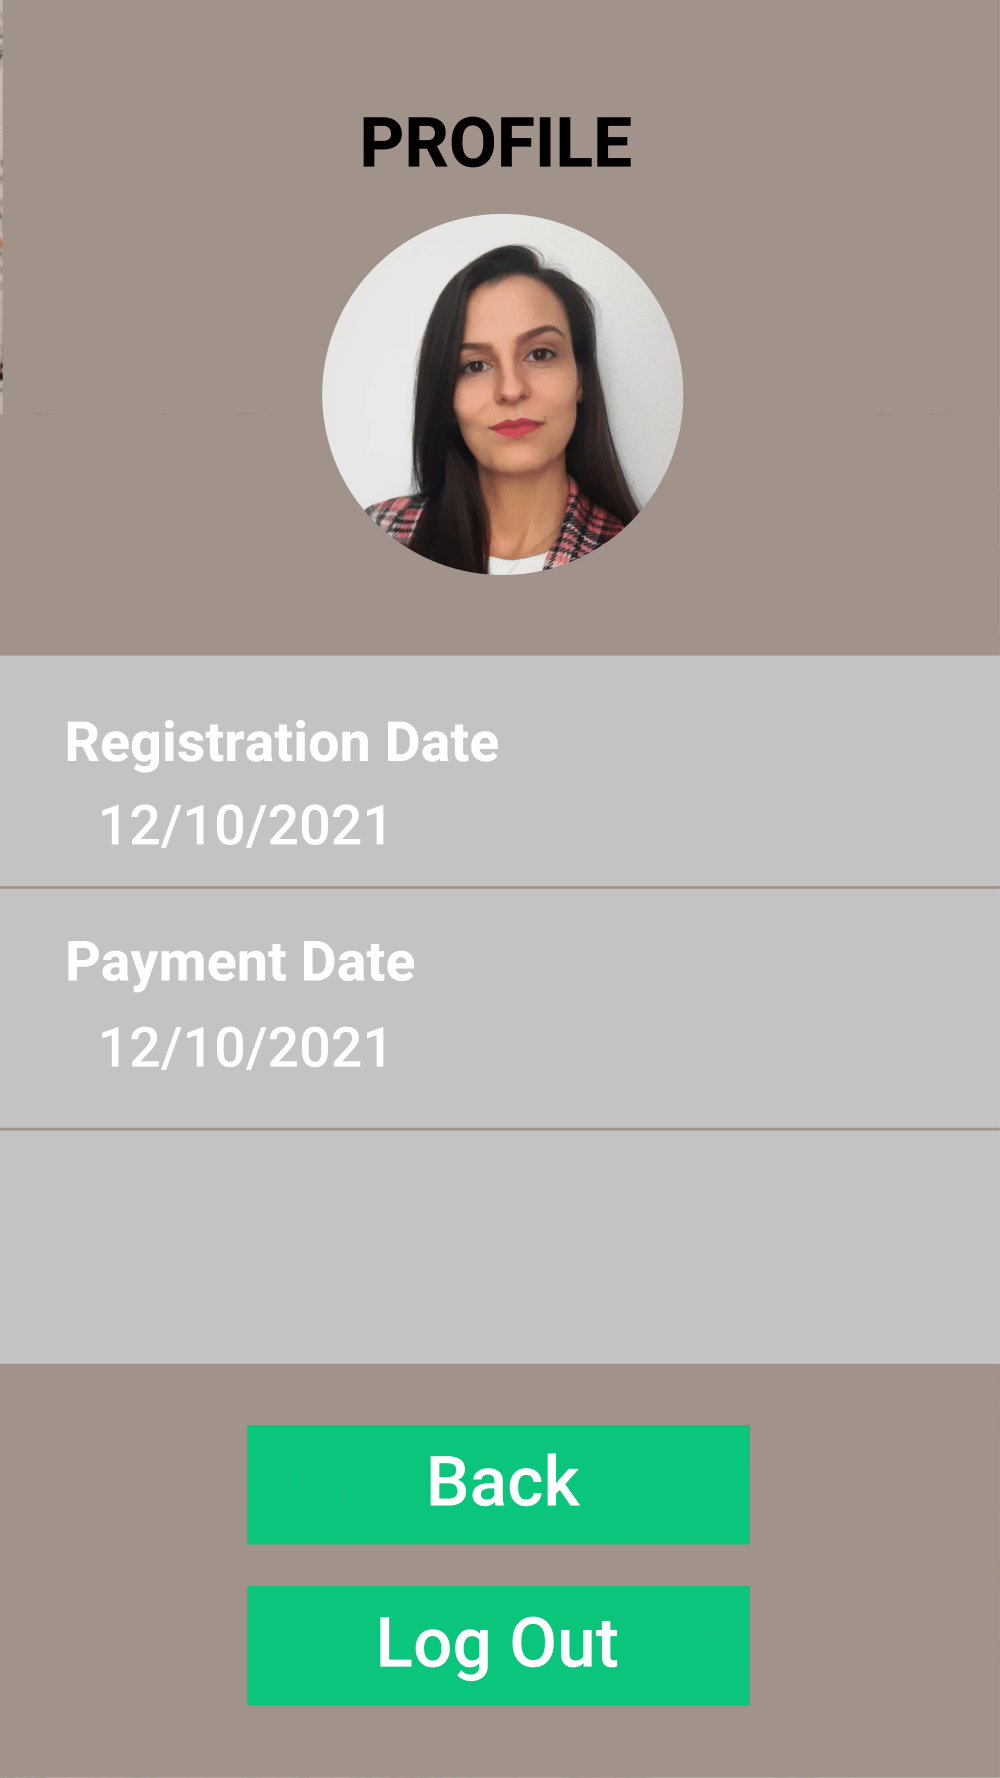 PROFILE
Registration Date
12/10/2021
Payment Date
12/10/2021
Back
Log Out